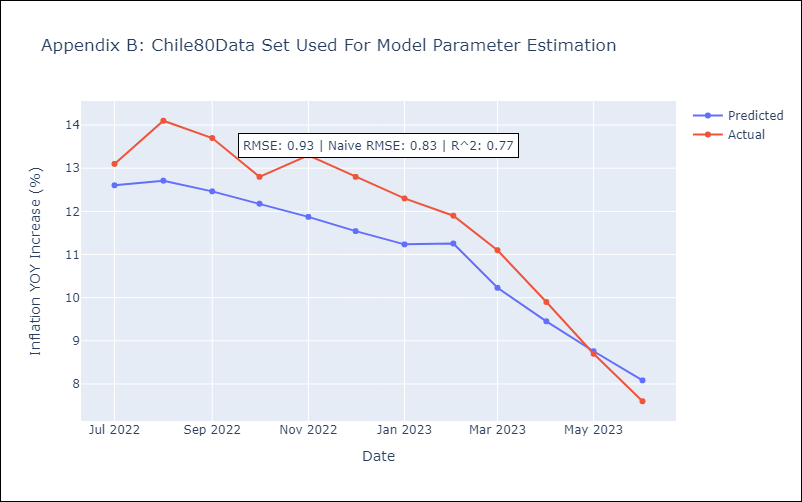 Appendix B: Chile80Data Set Used For Model Parameter Estimation
Predicted
Actual
RMSE: 0.93 | Naive RMSE: 0.83 | R^2: 0.77
Inflation YOY Increase (%)
14
13
12
11
10
9
8
Jul 2022
Sep 2022
Nov 2022
Jan 2023
Mar 2023
May 2023
Date